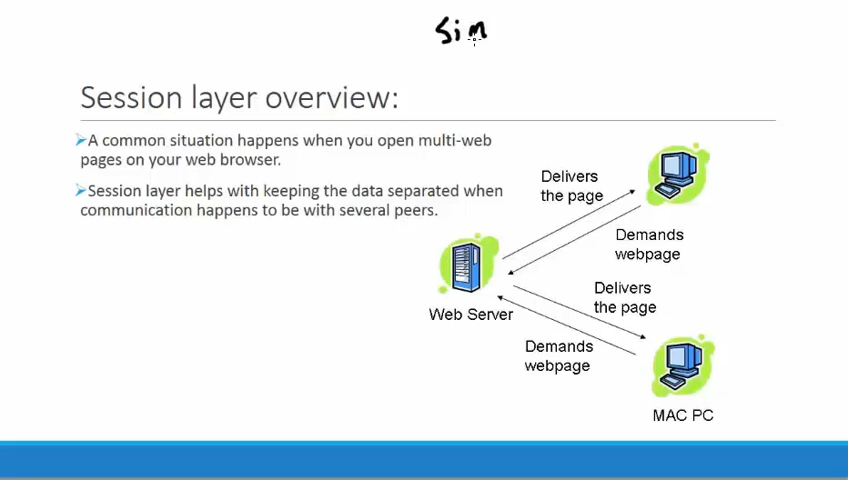 Sim
Session layer overview:
A common situation happens when you open multi-web
pages on your web browser.
Session layer helps with keeping the data separated when
communication happens to be with several peers.
Delivers
the page
Demands
webpage
Delivers
the page
Web Server
Demands
webpage
MAC PC